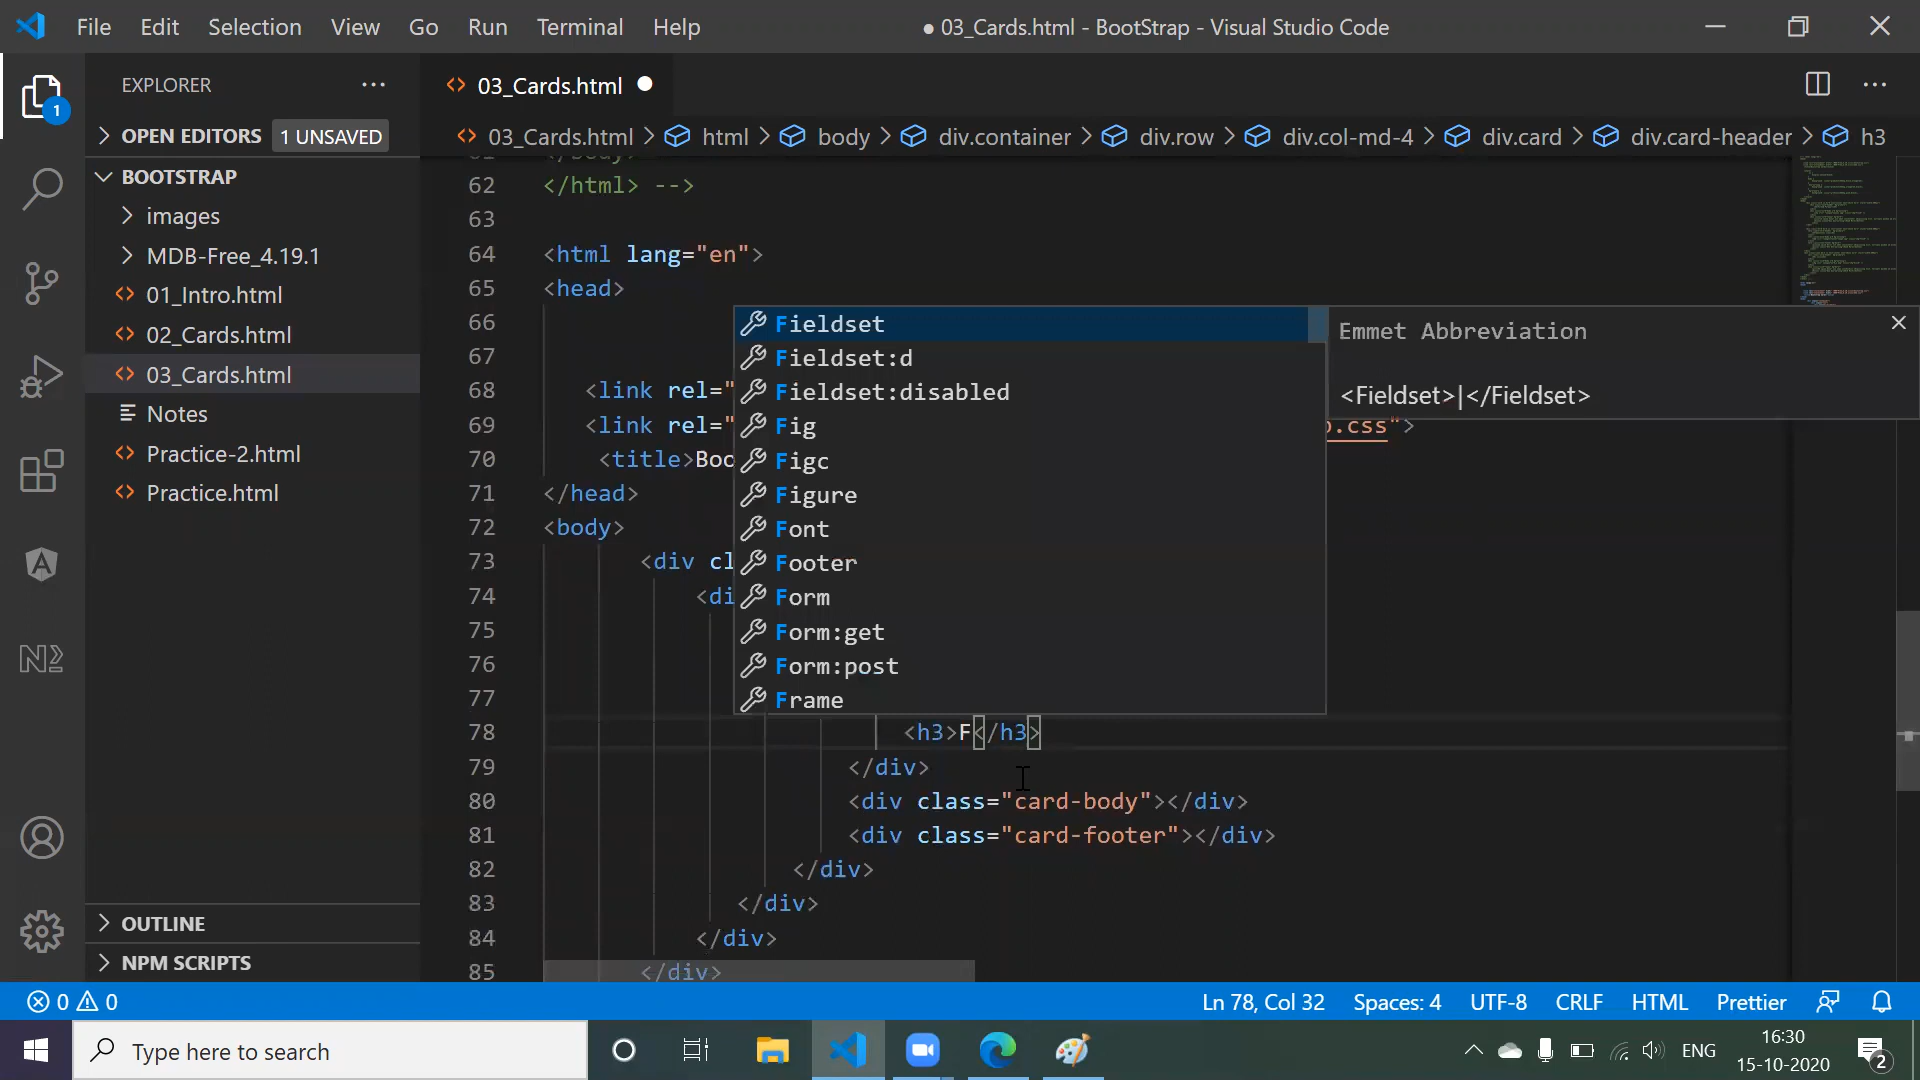 File Edit Selection View Go Run Terminal Help ● 03_Cards.html - BootStrap - Visual Studio Code
EXPLORER ···
OPEN EDITORS 1 UNSAVED
BOOTSTRAP
images
MDB-Free_4.19.1
01_Intro.html
02_Cards.html
03_Cards.html
Notes
Practice-2.html
Practice.html
OUTLINE
NPM SCRIPTS
1
03_Cards.html ●
03_Cards.html > html > body > div.container > div.row > div.col-md-4 > div.card > div.card-header > h3
62 </html> -->
63
64 <html lang="en">
65 <head>
66
67
68 <link rel="
69 <link rel=" .css">
70 <title>Boo
71 </head>
72 <body>
73 <div cl
74 <di
75
76
77
78 <h3>F</h3>
79 </div>
80 <div class="card-body"></div>
81 <div class="card-footer"></div>
82 </div>
83 </div>
84 </div>
85 </div>
Fieldset
Fieldset:d
Fieldset:disabled
Fig
Figc
Figure
Font
Footer
Form
Form:get
Form:post
Frame
Emmet Abbreviation
<Fieldset>|</Fieldset>
0 0 Ln 78, Col 32 Spaces: 4 UTF-8 CRLF HTML Prettier
Type here to search
ENG
16:30
15-10-2020
2